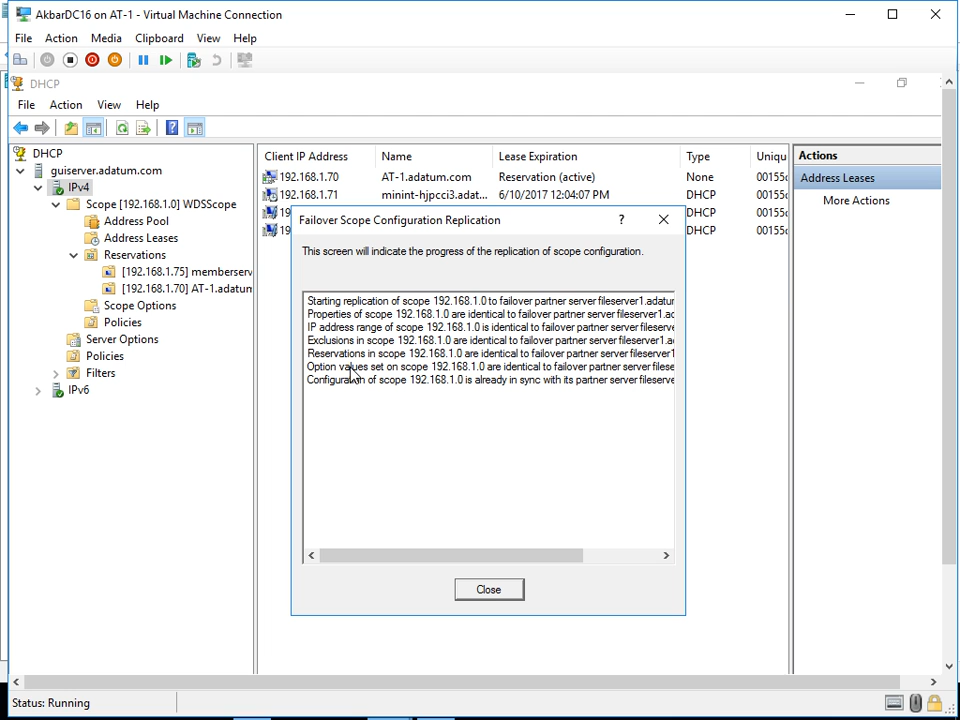 AkbarDC16 on AT-1 - Virtual Machine Connection
File Action Media Clipboard View Help
DHCP
File Action View Help
DHCP
guiserver.adatum.com
IPv4
Scope [192.168.1.0] WDSScope
Address Pool
Address Leases
Reservations
[192.168.1.75] memberserv
[192.168.1.70] AT-1.adatum
Scope Options
Policies
Server Options
Policies
Filters
IPv6
Client IP Address Name Lease Expiration Type Uniqu
192.168.1.70 AT-1.adatum.com Reservation (active) None 00155d
192.168.1.71 minint-hjpcci3.adat... 6/10/2017 12:04:07 PM DHCP 00155d
19 DHCP 00155d
19 DHCP 00155d
Actions
Address Leases
More Actions
Failover Scope Configuration Replication
? 
This screen will indicate the progress of the replication of scope configuration.
Starting replication of scope 192.168.1.0 to failover partner server fileserver1.adatur
Properties of scope 192.168.1.0 are identical to failover partner server fileserver1.ac
IP address range of scope 192.168.1.0 is identical to failover partner server fileserve
Exclusions in scope 192.168.1.0 are identical to failover partner server fileserver1.a
Reservations in scope 192.168.1.0 are identical to failover partner server fileserver1
Option values set on scope 192.168.1.0 are identical to failover partner server filese
Configuration of scope 192.168.1.0 is already in sync with its partner server fileserve
Close
Status: Running